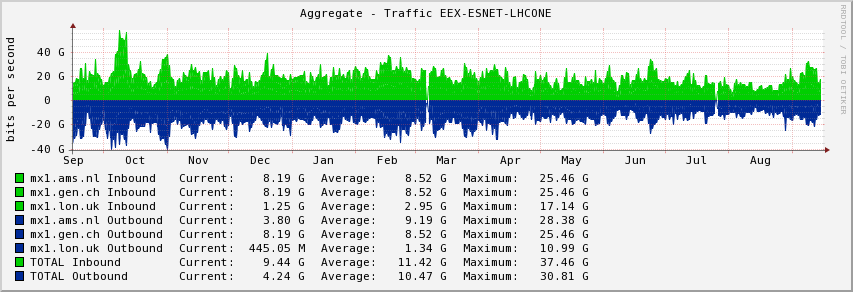 Aggregate - Traffic EEX-ESNET-LHCONE
RRDTOOL / TOBI OETIKER
bits per second
40 G
20 G
0
-20 G
-40 G
Sep Oct Nov Dec Jan Feb Mar Apr May Jun Jul Aug
mx1.ams.nl Inbound Current: 8.19 G Average: 8.52 G Maximum: 25.46 G
mx1.gen.ch Inbound Current: 8.19 G Average: 8.52 G Maximum: 25.46 G
mx1.lon.uk Inbound Current: 1.25 G Average: 2.95 G Maximum: 17.14 G
mx1.ams.nl Outbound Current: 3.80 G Average: 9.19 G Maximum: 28.38 G
mx1.gen.ch Outbound Current: 8.19 G Average: 8.52 G Maximum: 25.46 G
mx1.lon.uk Outbound Current: 445.05 M Average: 1.34 G Maximum: 10.99 G
TOTAL Inbound Current: 9.44 G Average: 11.42 G Maximum: 37.46 G
TOTAL Outbound Current: 4.24 G Average: 10.47 G Maximum: 30.81 G